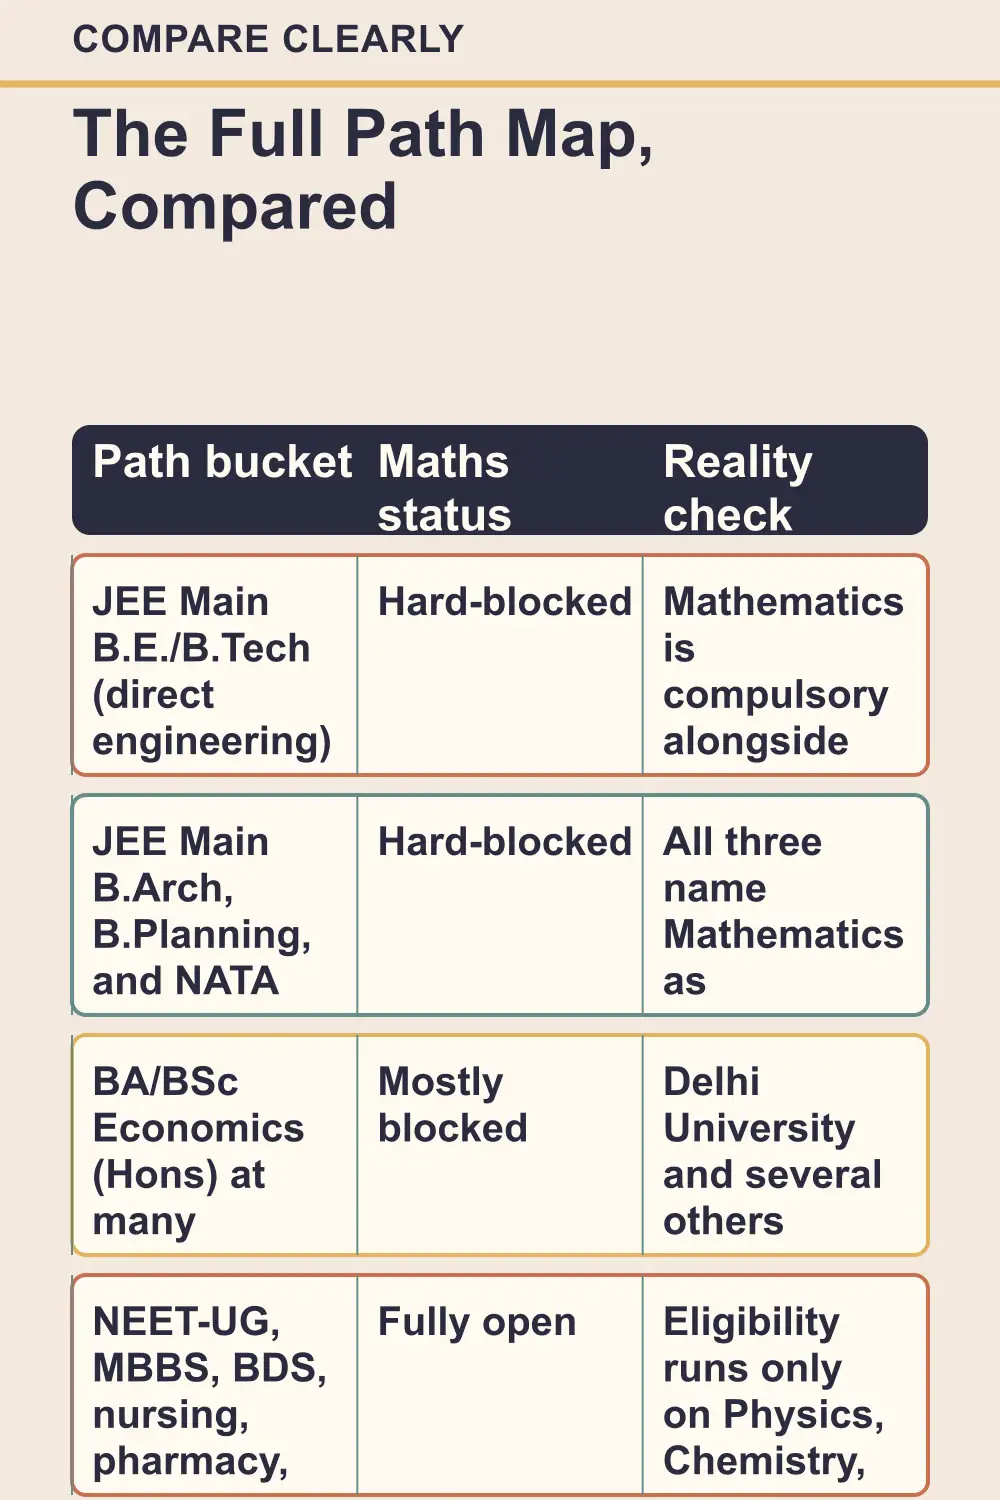 COMPARE CLEARLY
The Full Path Map,
Compared
Path bucket
Maths
status
Reality
check
JEE Main
B.E./B.Tech
(direct
engineering)
Hard-blocked
Mathematics
is
compulsory
alongside
JEE Main
B.Arch,
B.Planning,
and NATA
Hard-blocked
All three
name
Mathematics
as
BA/BSc
Economics
(Hons) at
many
Mostly
blocked
Delhi
University
and several
others
NEET-UG,
MBBS, BDS,
nursing,
pharmacy,
Fully open
Eligibility
runs only
on Physics,
Chemistry,